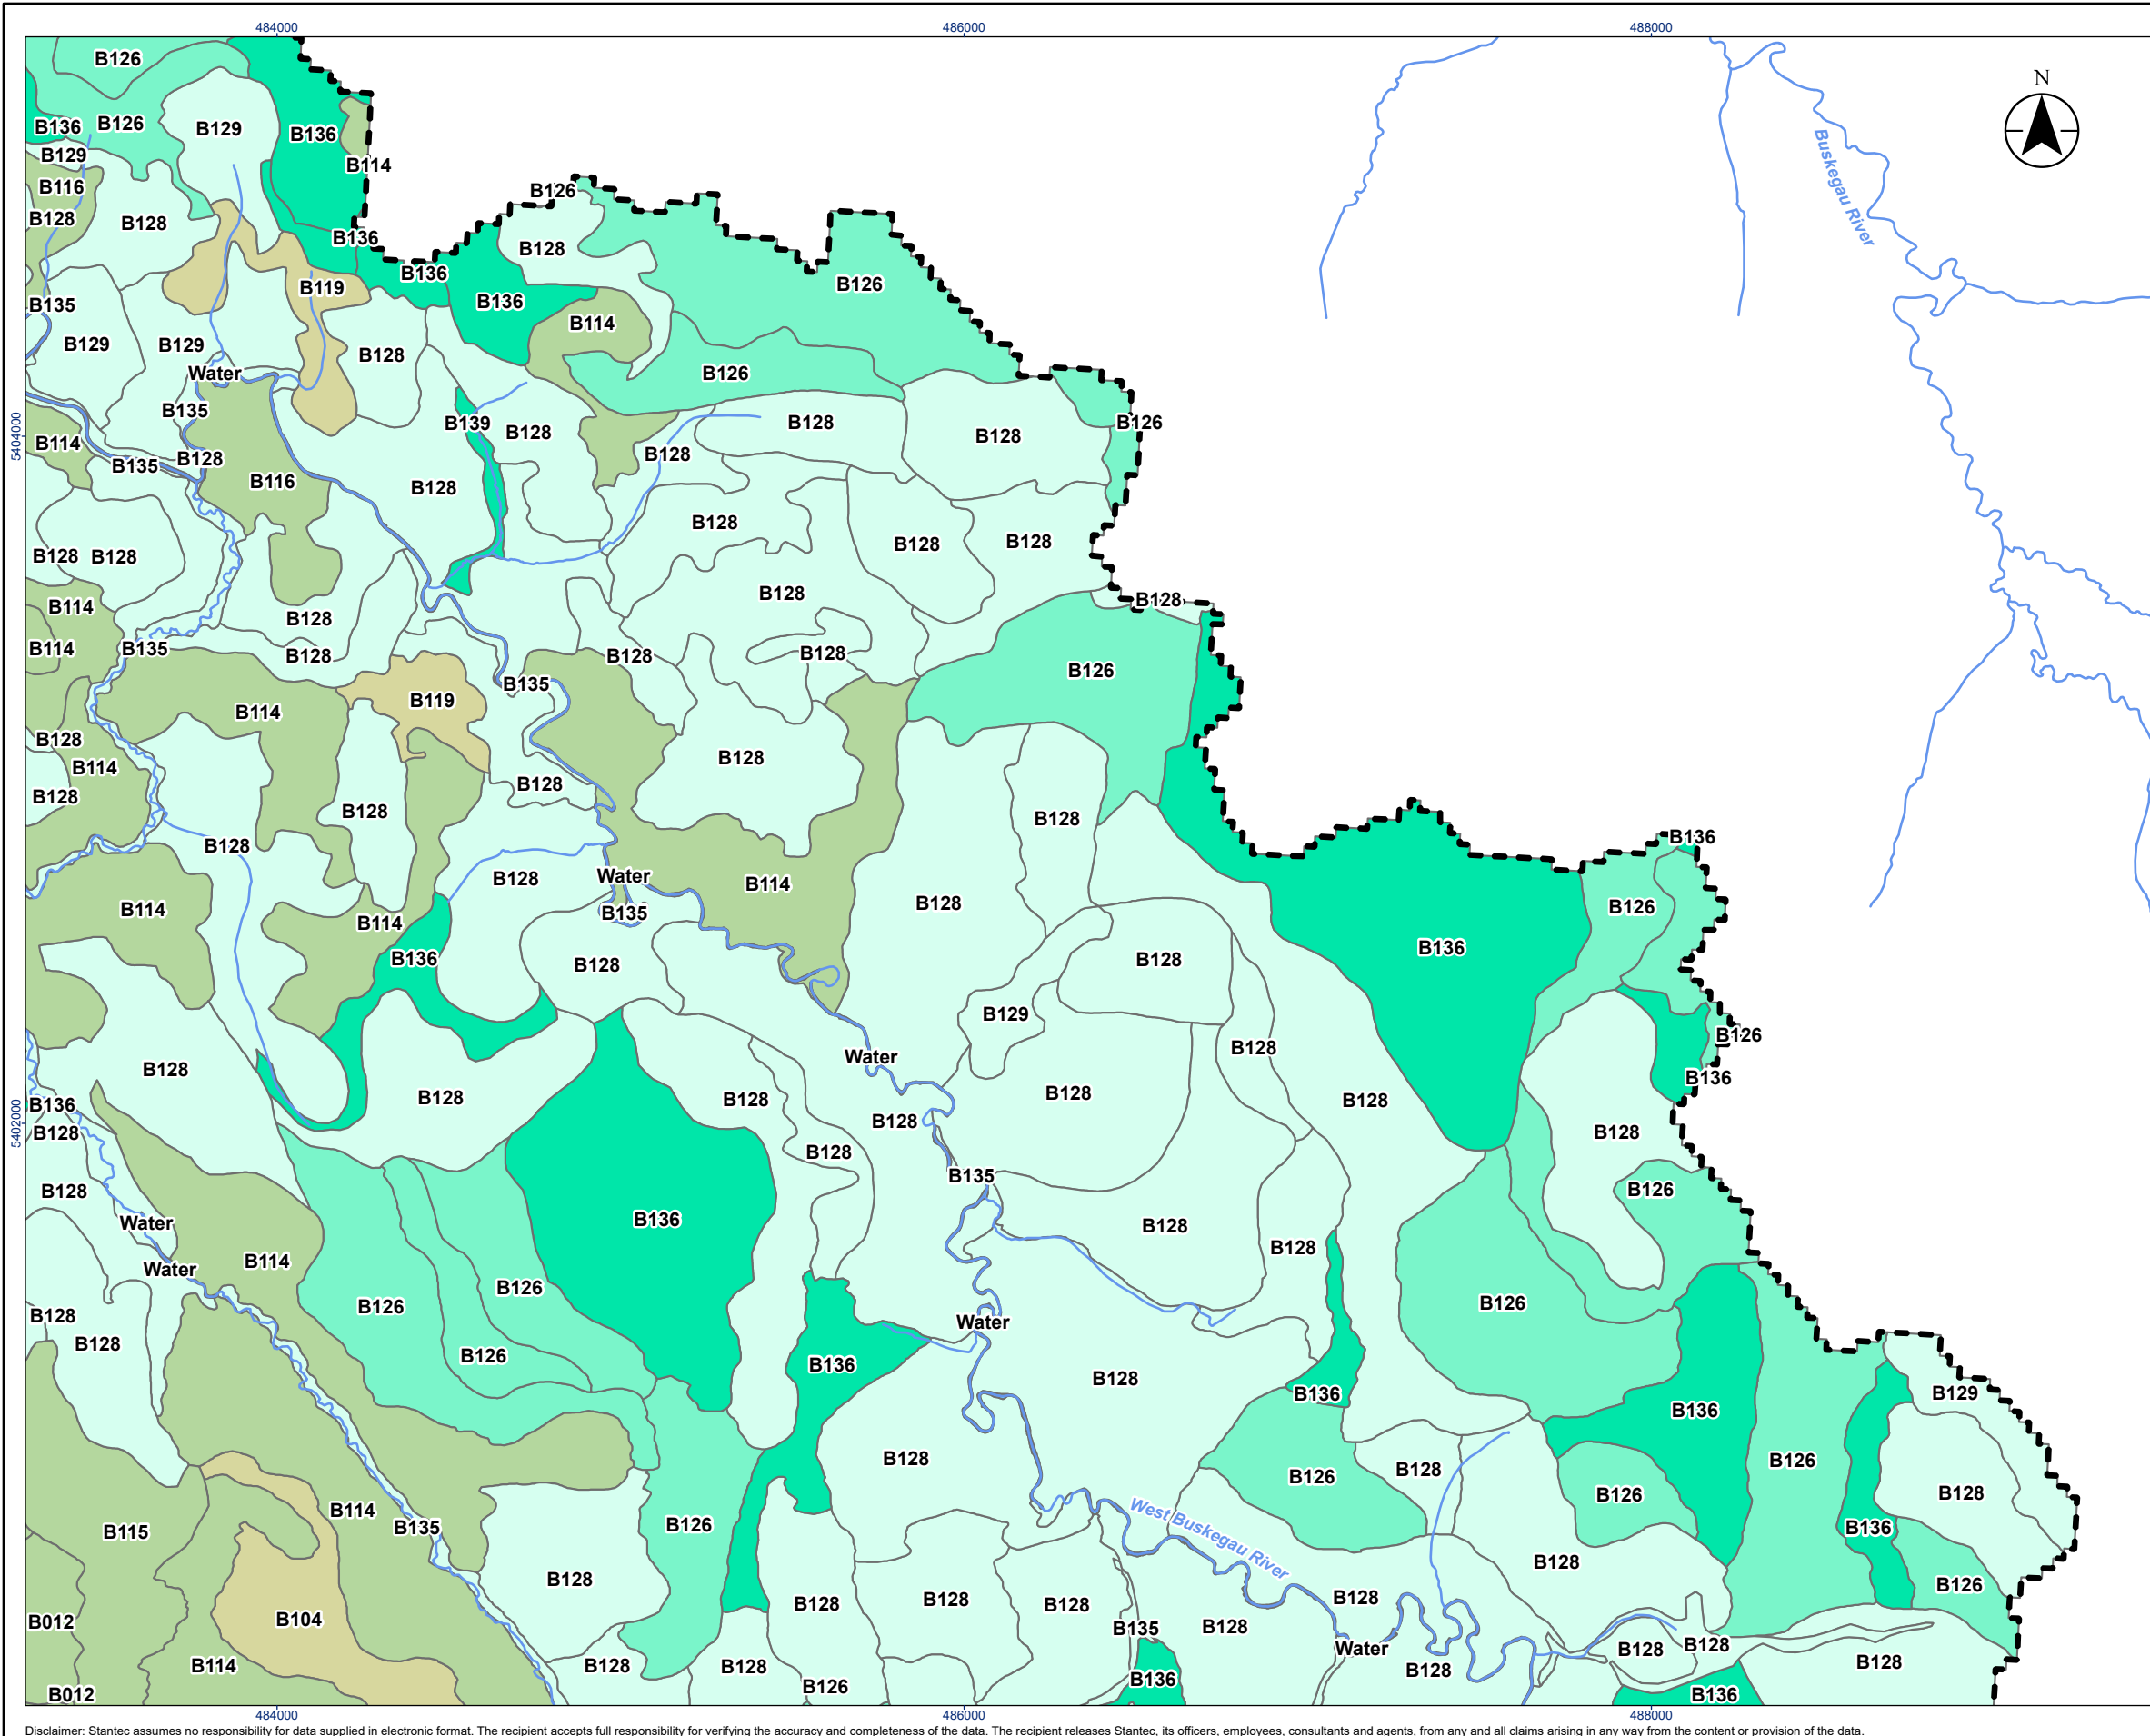 484000 486000 488000
N
B126
B136 B126 B129 B136
B129 B114
B116 B126
B128 B128 B136 B128
B136 B126
B119 B136
B135 B114
B129 B129 B128
Water B126
B135 B139 B128 B126
B114 B128 B128
B135 B128 B128
B116 B128
B128 B128 B128
B128 B128
B114 B128 B128
B128
B114 B135 B128 B128 B128 B126
B135
B114 B119
B128 B128
B114 B128
B128 B128 B128
B128 B136
Water B128 B114
B114 B114 B135 B128 B126
B136 B128 B128 B136
B129
Water B128 B126
B128 B136
B136 B128 B128 B128 B128
B128 B128 B128
B128 B135
B128 B136 B128 B126
Water B128
Water B114 B128
B126 B126 B126
B128 Water
B128 B126 B136 B128 B136 B129
B136
B128 B126 B128 B126
B114 B126 B126 B128
B115 B135 B136
B128 B128 B126
B012 B104 B128 B128 B128
B135 B128
B114 B128 B128 B126 Water B128 B128 B128 B128
B012 B136 B136
Buskegau River
West Buskegau River
5404000
5402000
484000 486000 488000
Disclaimer: Stantec assumes no responsibility for data supplied in electronic format. The recipient accepts full responsibility for verifying the accuracy and completeness of the data. The recipient releases Stantec, its officers, employees, consultants and agents, from any and all claims arising in any way from the content or provision of the data.